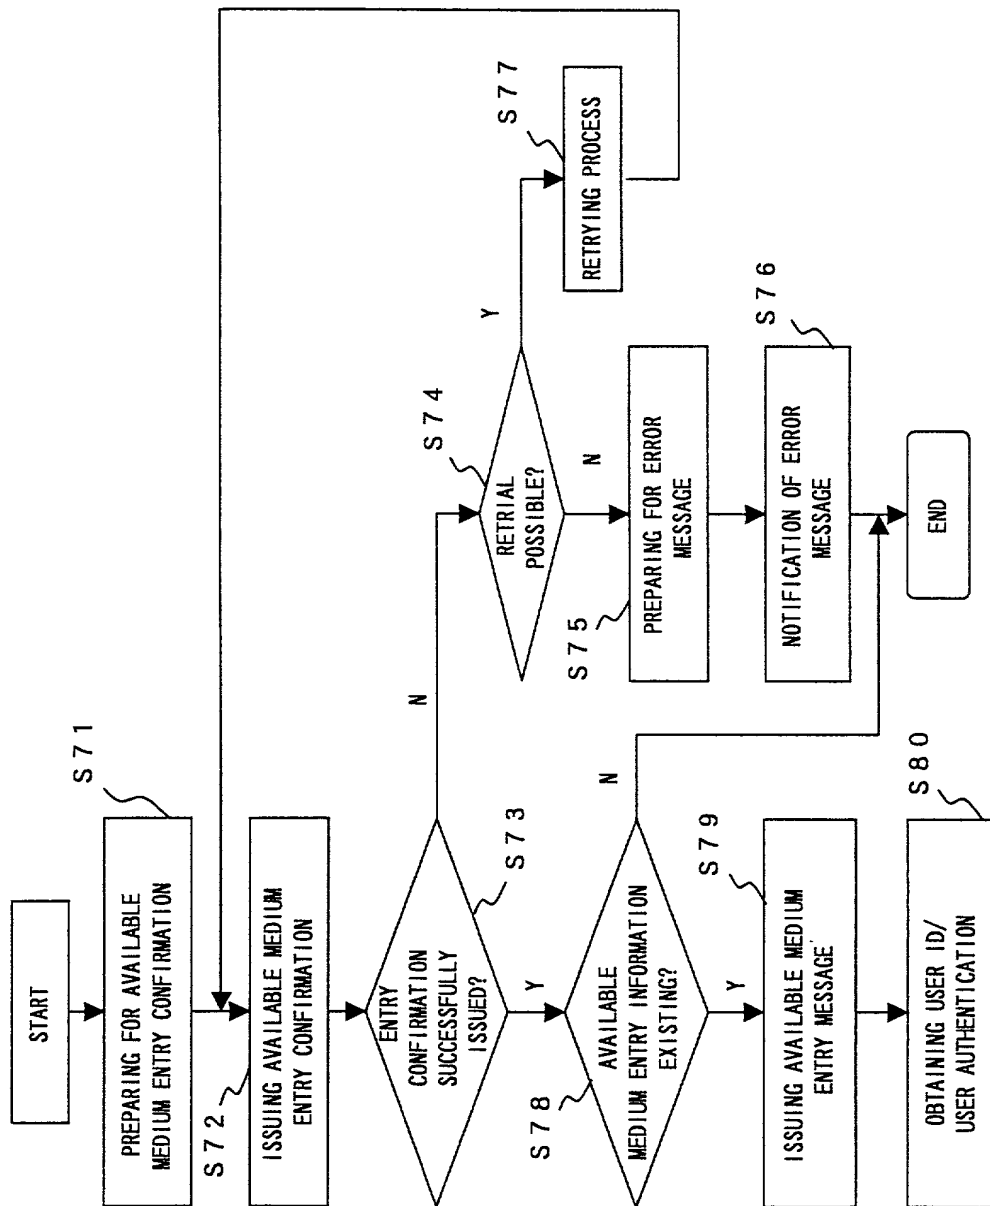 START
S71
PREPARING FOR AVAILABLE
MEDIUM ENTRY CONFIRMATION
S72
ISSUING AVAILABLE MEDIUM
ENTRY CONFIRMATION
ENTRY
CONFIRMATION
SUCCESSFULLY
ISSUED?
S73
N
Y
RETRIAL
POSSIBLE?
S74
Y
N
RETRYING PROCESS
S77
S75
PREPARING FOR ERROR
MESSAGE
NOTIFICATION OF ERROR
MESSAGE
S76
END
S78
AVAILABLE
MEDIUM ENTRY INFORMATION
EXISTING?
N
Y
S79
ISSUING AVAILABLE MEDIUM
ENTRY MESSAGE
S80
OBTAINING USER ID/
USER AUTHENTICATION